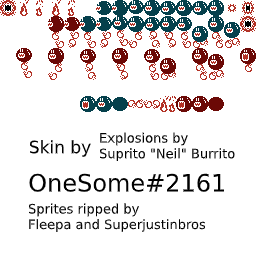 Skin by
Explosions by
Suprito "Neil" Burrito
OneSome#2161
Sprites ripped by
Fleepa and Superjustinbros